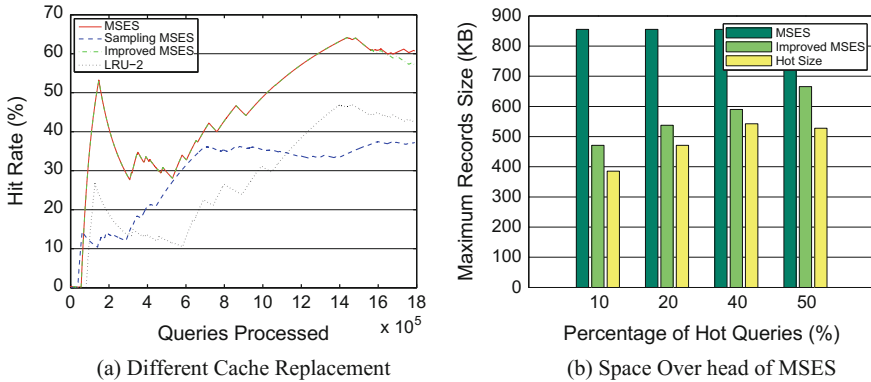 70
60
50
40
30
20
10
0
Hit Rate (%)
MSES
Sampling MSES
Improved MSES
LRU−2
0 2 4 6 8 10 12 14 16 18
x 10^5
Queries Processed
(a) Different Cache Replacement
900
800
700
600
500
400
300
200
100
0
Maximum Records Size (KB)
MSES
Improved MSES
Hot Size
10 20 40 50
Percentage of Hot Queries (%)
(b) Space Over head of MSES